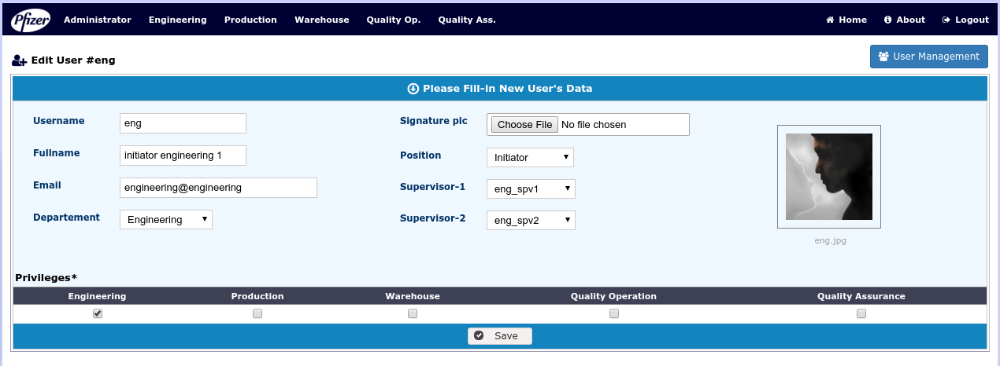 Pfizer Administrator Engineering Production Warehouse Quality Op. Quality Ass. Home About Logout
Edit User #eng
User Management
Please Fill-in New User's Data
Username eng
Signature pic Choose File No file chosen
Fullname initiator engineering 1
Position Initiator
Email engineering@engineering
Supervisor-1 eng_spv1
Departement Engineering
Supervisor-2 eng_spv2
eng.jpg
Privileges*
Engineering Production Warehouse Quality Operation Quality Assurance
Save